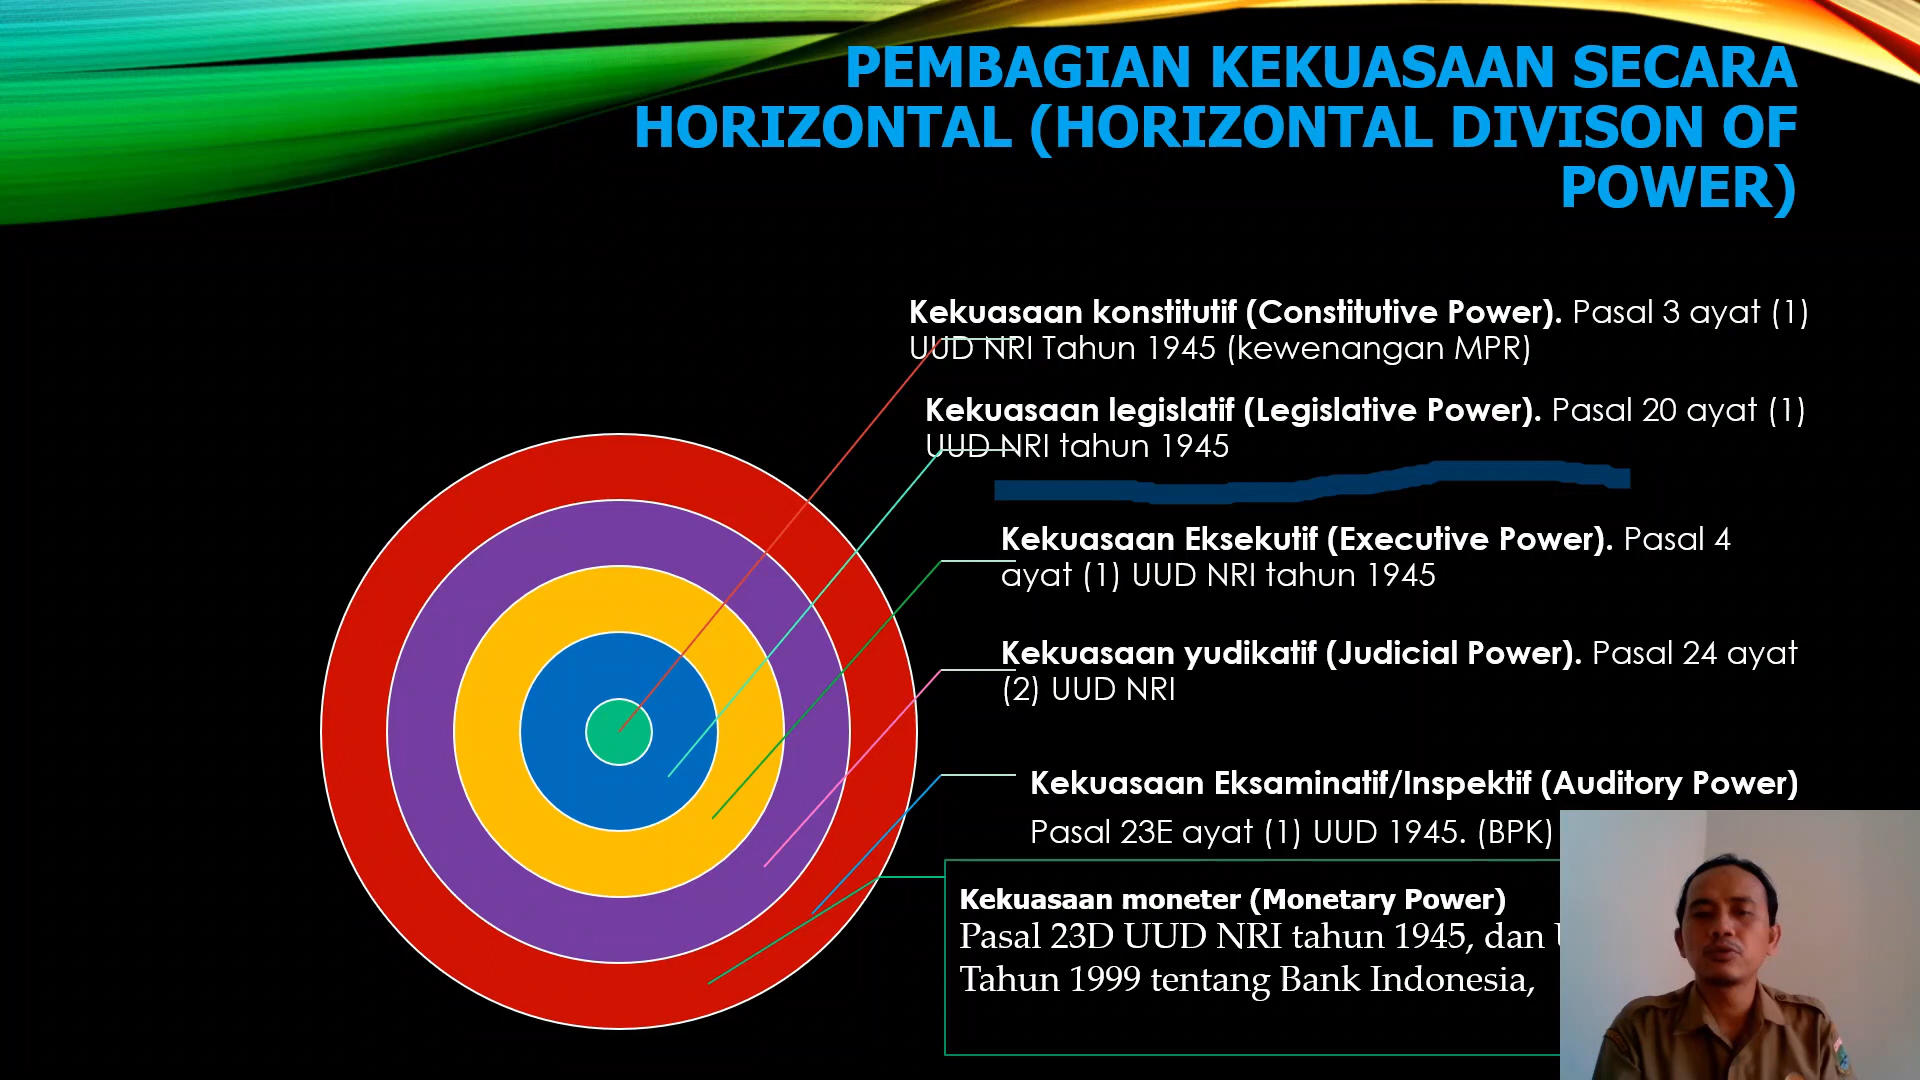 PEMBAGIAN KEKUASAAN SECARA
HORIZONTAL (HORIZONTAL DIVISON OF
POWER)
Kekuasaan konstitutif (Constitutive Power). Pasal 3 ayat (1)
UUD NRI Tahun 1945 (kewenangan MPR)
Kekuasaan legislatif (Legislative Power). Pasal 20 ayat (1)
UUD NRI tahun 1945
Kekuasaan Eksekutif (Executive Power). Pasal 4
ayat (1) UUD NRI tahun 1945
Kekuasaan yudikatif (Judicial Power). Pasal 24 ayat
(2) UUD NRI
Kekuasaan Eksaminatif/Inspektif (Auditory Power)
Pasal 23E ayat (1) UUD 1945. (BPK)
Kekuasaan moneter (Monetary Power)
Pasal 23D UUD NRI tahun 1945, dan
Tahun 1999 tentang Bank Indonesia,